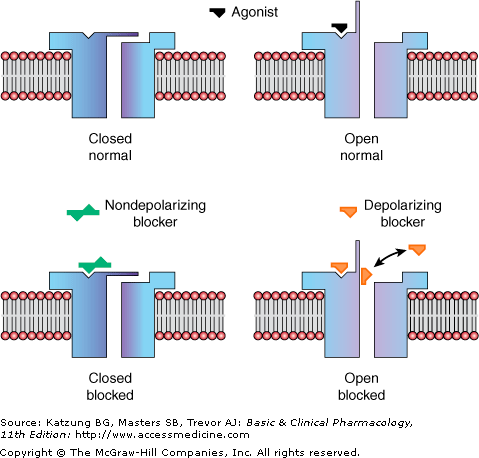 Agonist
Closed
normal
Open
normal
Nondepolarizing
blocker
Depolarizing
blocker
Closed
blocked
Open
blocked
Source: Katzung BG, Masters SB, Trevor AJ: Basic & Clinical Pharmacology,
11th Edition: http://www.accessmedicine.com
Copyright © The McGraw-Hill Companies, Inc. All rights reserved.